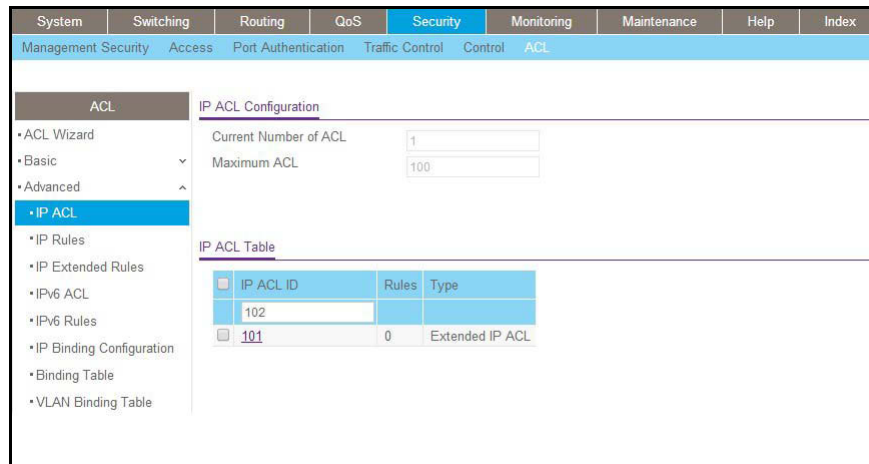 System Switching Routing QoS Security Monitoring Maintenance Help Index
Management Security Access Port Authentication Traffic Control Control ACL
ACL
ACL Wizard
Basic
Advanced
IP ACL
IP Rules
IP Extended Rules
IPv6 ACL
IPv6 Rules
IP Binding Configuration
Binding Table
VLAN Binding Table
IP ACL Configuration
Current Number of ACL 1
Maximum ACL 100
IP ACL Table
IP ACL ID Rules Type
102
101 0 Extended IP ACL